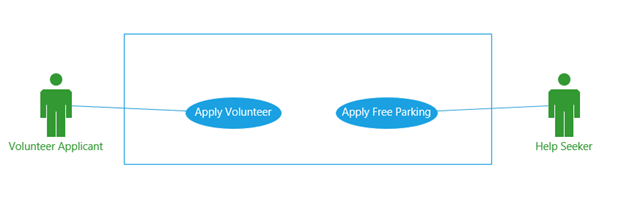 Apply Volunteer
Apply Free Parking
Volunteer Applicant
Help Seeker